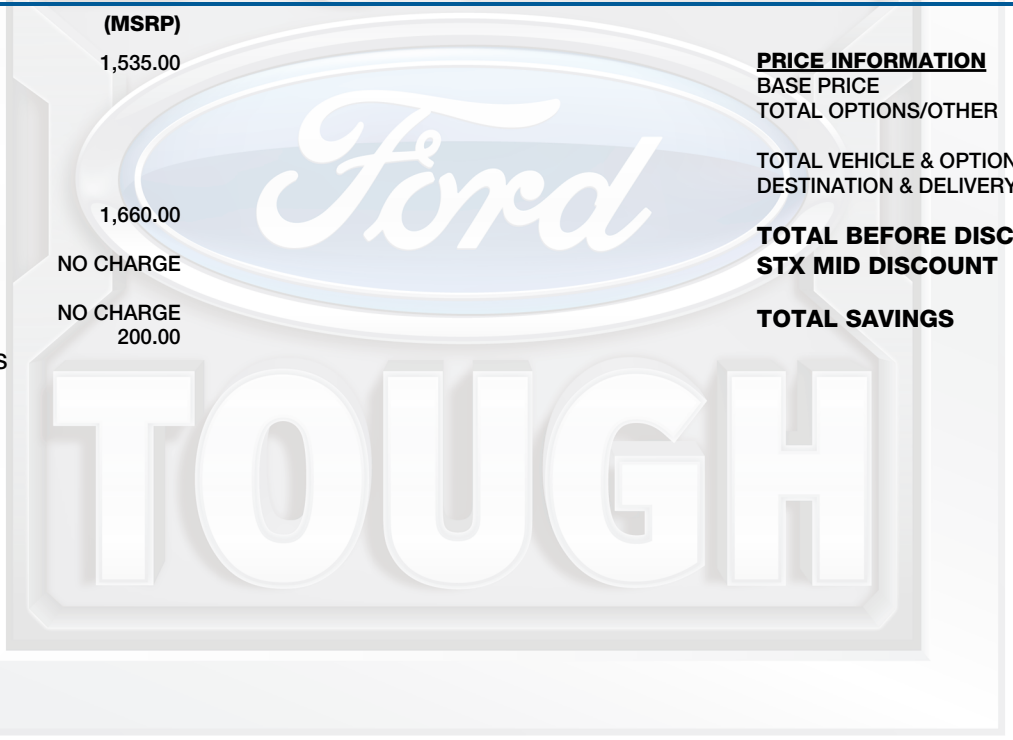 (MSRP)
1,535.00
1,660.00
NO CHARGE
NO CHARGE
200.00
S
PRICE INFORMATION
BASE PRICE
TOTAL OPTIONS/OTHER
TOTAL VEHICLE & OPTION
DESTINATION & DELIVERY
TOTAL BEFORE DISC
STX MID DISCOUNT
TOTAL SAVINGS
Ford
TOUGH